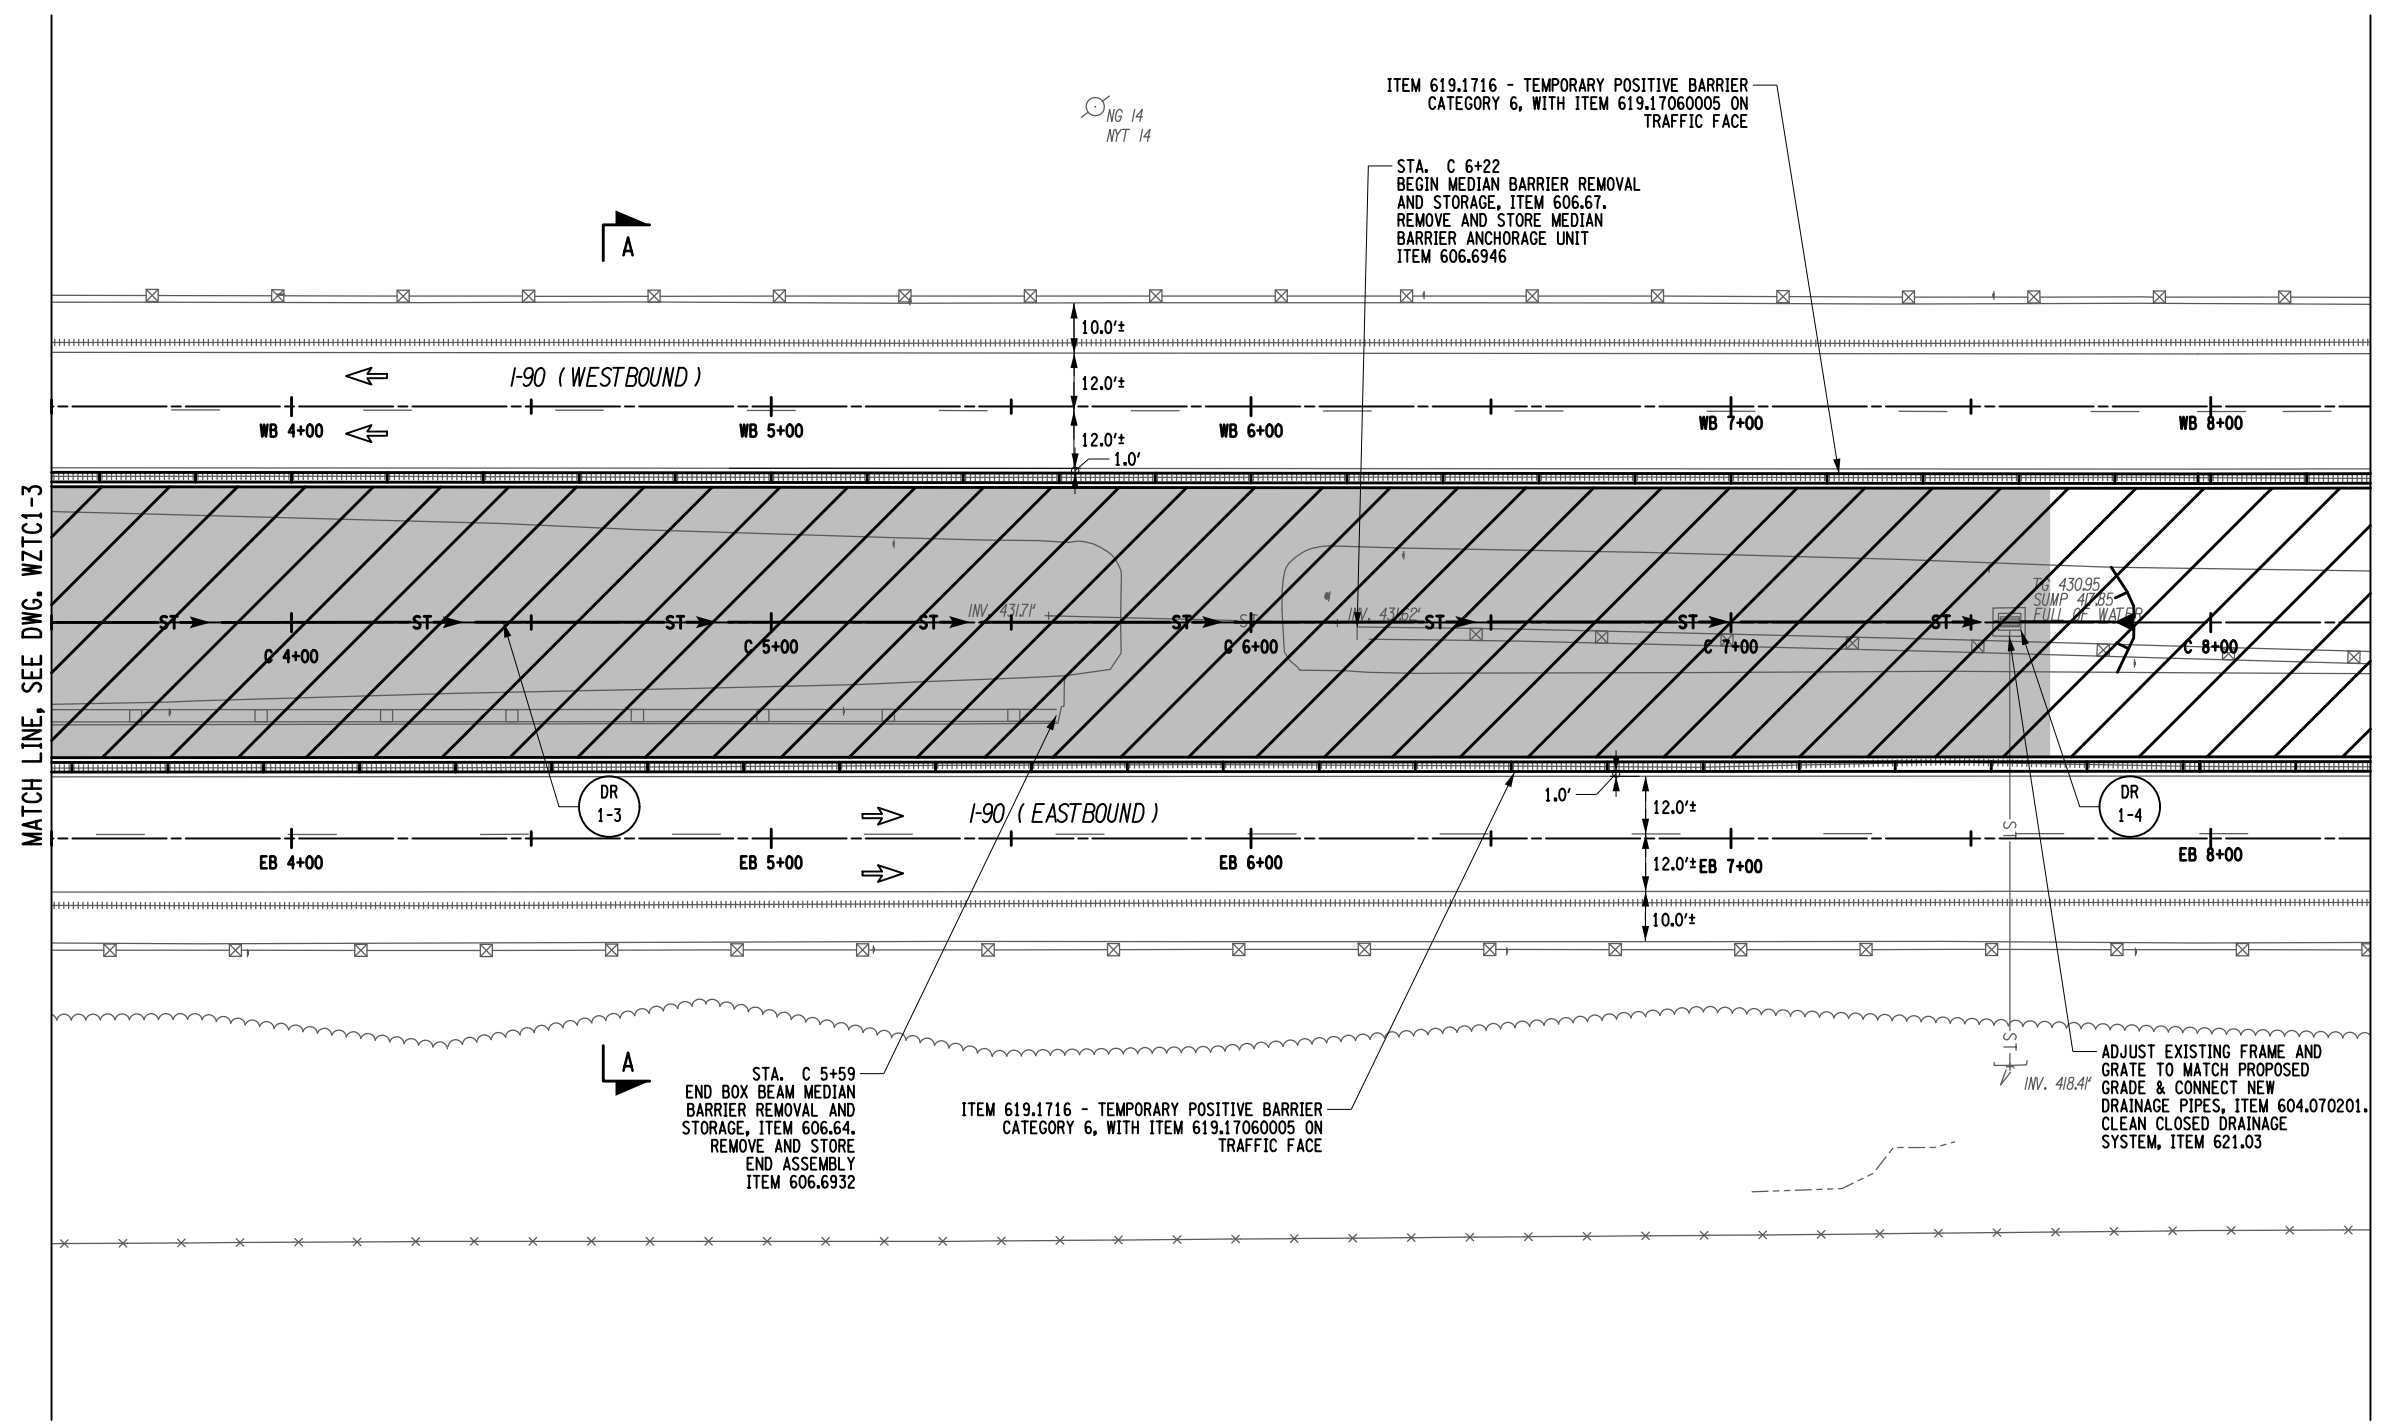 ITEM 619.1716 - TEMPORARY POSITIVE BARRIER
CATEGORY 6, WITH ITEM 619.17060005 ON
TRAFFIC FACE
NG 14
NYT 14
STA. C 6+22
BEGIN MEDIAN BARRIER REMOVAL
AND STORAGE, ITEM 606.67.
REMOVE AND STORE MEDIAN
BARRIER ANCHORAGE UNIT
ITEM 606.6946
A
10.0'±
I-90 (WESTBOUND)
12.0'±
WB 4+00
WB 5+00
WB 6+00
WB 7+00
WB 8+00
12.0'±
1.0'
MATCH LINE, SEE DWG. WZTC1-3
TG 430.95
SUMP 417.85
FULL OF WATER
INV. 431.71'
INV. 431.62'
ST
ST
ST
ST
ST
ST
ST
ST
ST
C 4+00
C 5+00
C 6+00
C 7+00
C 8+00
DR
1-3
1.0'
DR
1-4
I-90 (EASTBOUND)
12.0'±
ST
EB 4+00
EB 5+00
EB 6+00
12.0'±
EB 7+00
EB 8+00
10.0'±
ST
A
STA. C 5+59
END BOX BEAM MEDIAN
BARRIER REMOVAL AND
STORAGE, ITEM 606.64.
REMOVE AND STORE
END ASSEMBLY
ITEM 606.6932
ITEM 619.1716 - TEMPORARY POSITIVE BARRIER
CATEGORY 6, WITH ITEM 619.17060005 ON
TRAFFIC FACE
INV. 418.41'
ADJUST EXISTING FRAME AND
GRATE TO MATCH PROPOSED
GRADE & CONNECT NEW
DRAINAGE PIPES, ITEM 604.070201.
CLEAN CLOSED DRAINAGE
SYSTEM, ITEM 621.03